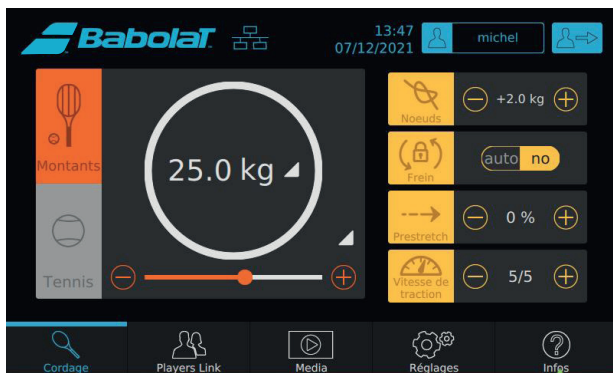 BaboLaT.
13:47
07/12/2021
michel
Montants
25.0 kg
Tennis
Noeuds
+2.0 kg
Frein
auto no
Prestretch
0 %
Vitesse de
traction
5/5
Cordage
Players Link
Media
Réglages
Infos